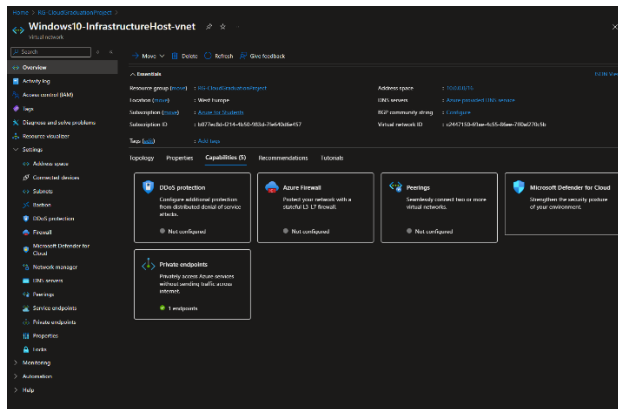 Home > RG-CloudGraduationProject >
Windows10-InfrastructureHost-vnet
Virtual network
Search
Move Delete Refresh Give feedback
Overview
Activity log
Access control (IAM)
Tags
Diagnose and solve problems
Resource visualizer
Settings
Address space
Connected devices
Subnets
Bastion
DDoS protection
Firewall
Microsoft Defender for
Cloud
Network manager
DNS servers
Peerings
Service endpoints
Private endpoints
Properties
Locks
Monitoring
Automation
Help
Essentials
JSON View
Resource group (move) : RG-CloudGraduationProject
Location (move) : West Europe
Subscription (move) : Azure for Students
Subscription ID
Tags (edit) : Add tags
Address space
DNS servers : Azure provided DNS service
BGP community string : Configure
Virtual network ID
Topology Properties Capabilities (5) Recommendations Tutorials
DDoS protection
Configure additional protection
from distributed denial of service
attacks.
Not configured
Azure Firewall
Protect your network with a
stateful L3-L7 firewall.
Not configured
Peerings
Seamlessly connect two or more
virtual networks.
Not configured
Microsoft Defender for Cloud
Strengthen the security posture
of your environment.
Private endpoints
Privately access Azure services
without sending traffic across
internet.
1 endpoints